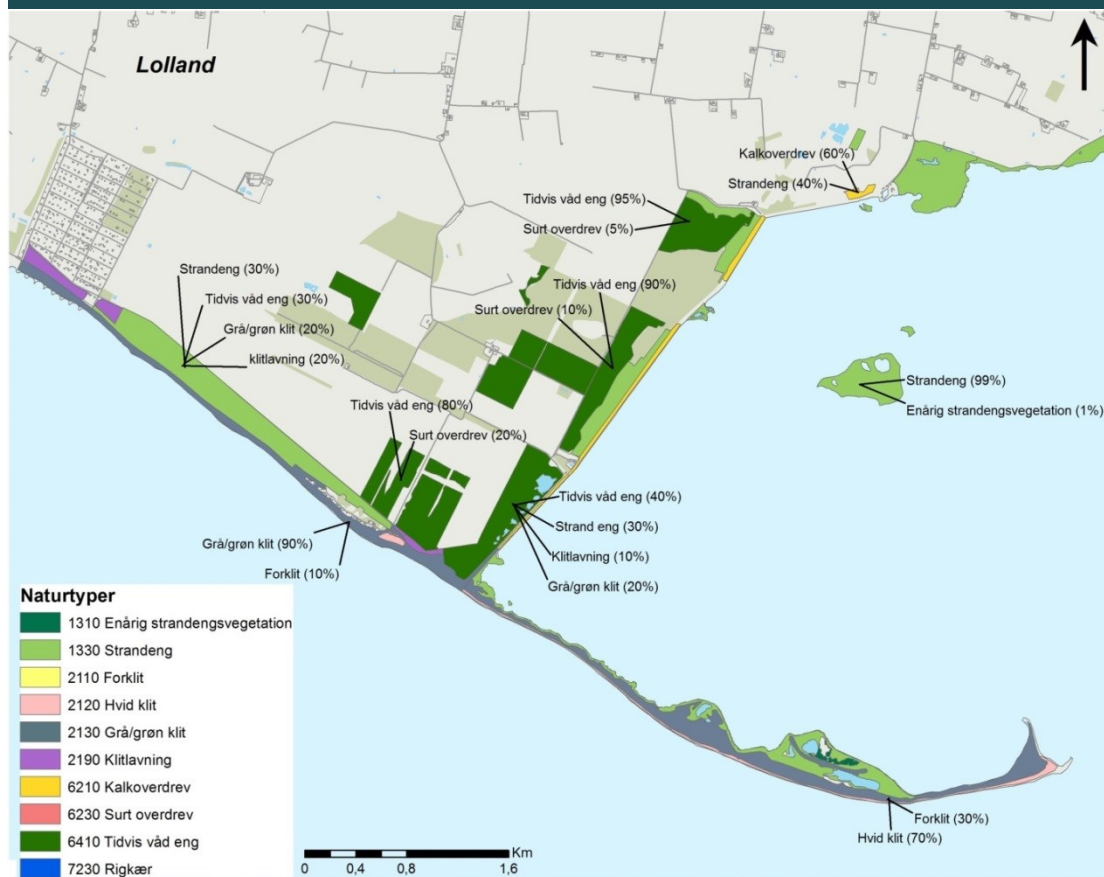 Lolland
Kalkoverdrev (60%)
Strandeng (40%)
Tidvis våd eng (95%)
Surt overdrev (5%)
Strandeng (30%)
Tidvis våd eng (30%)
Grå/grøn klit (20%)
klitlavning (20%)
Tidvis våd eng (90%)
Surt overdrev (10%)
Strandeng (99%)
Enårig strandengsvegetation (1%)
Tidvis våd eng (80%)
Surt overdrev (20%)
Tidvis våd eng (40%)
Strand eng (30%)
Klitlavning (10%)
Grå/grøn klit (20%)
Grå/grøn klit (90%)
Forklit (10%)
Forklit (30%)
Hvid klit (70%)
Naturtyper
1310 Enårig strandengsvegetation
1330 Strandeng
2110 Forklit
2120 Hvid klit
2130 Grå/grøn klit
2190 Klitlavning
6210 Kalkoverdrev
6230 Surt overdrev
6410 Tidvis våd eng
7230 Rigkær
Km
0 0,4 0,8 1,6